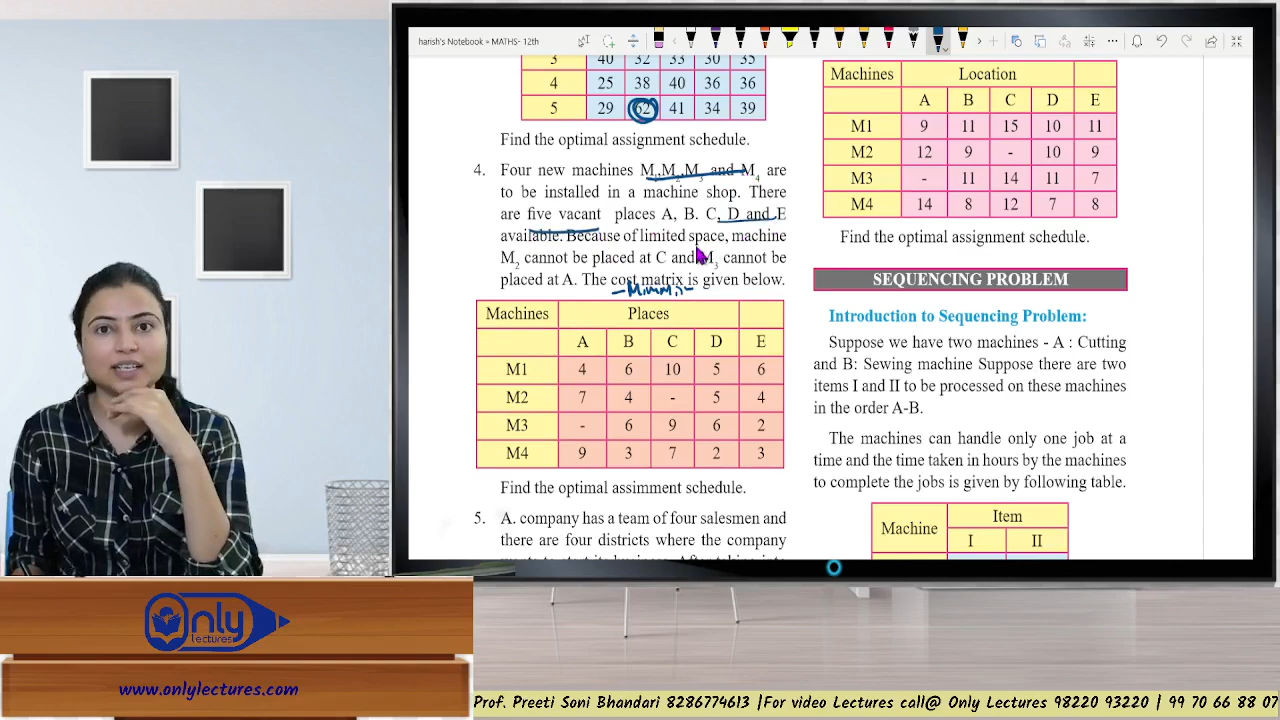 harish's Notebook » MATHS- 12th
3 40 32 33 30 35
4 25 38 40 36 36
5 29 62 41 34 39
Find the optimal assignment schedule.
4. Four new machines M₁,M₂,M₃ and M₄ are
to be installed in a machine shop. There
are five vacant places A, B. C, D and E
available. Because of limited space, machine
M₂ cannot be placed at C and M₃ cannot be
placed at A. The cost matrix is given below.
Machines Places
A B C D E
M1 4 6 10 5 6
M2 7 4 - 5 4
M3 - 6 9 6 2
M4 9 3 7 2 3
Find the optimal assimment schedule.
5. A. company has a team of four salesmen and
there are four districts where the company
Machines Location
A B C D E
M1 9 11 15 10 11
M2 12 9 - 10 9
M3 - 11 14 11 7
M4 14 8 12 7 8
Find the optimal assignment schedule.
SEQUENCING PROBLEM
Introduction to Sequencing Problem:
Suppose we have two machines - A : Cutting
and B: Sewing machine Suppose there are two
items I and II to be processed on these machines
in the order A-B.
The machines can handle only one job at a
time and the time taken in hours by the machines
to complete the jobs is given by following table.
Machine Item
I II
Only
lectures
www.onlylectures.com
Prof. Preeti Soni Bhandari 8286774613 |For video Lectures call@ Only Lectures 98220 93220 | 99 70 66 88 07